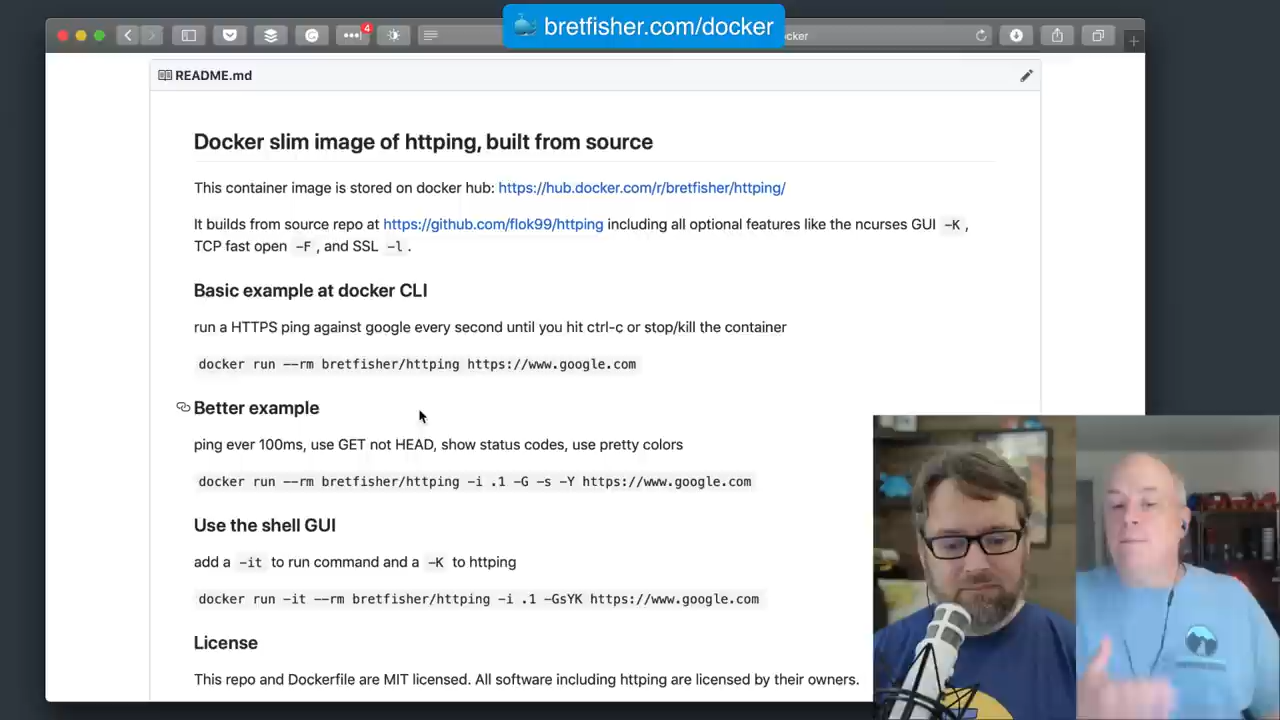 bretfisher.com/docker
4
cker
README.md
Docker slim image of httping, built from source
This container image is stored on docker hub: https://hub.docker.com/r/bretfisher/httping/
It builds from source repo at https://github.com/flok99/httping including all optional features like the ncurses GUI -K ,
TCP fast open -F , and SSL -l .
Basic example at docker CLI
run a HTTPS ping against google every second until you hit ctrl-c or stop/kill the container
docker run --rm bretfisher/httping https://www.google.com
Better example
ping ever 100ms, use GET not HEAD, show status codes, use pretty colors
docker run --rm bretfisher/httping -i .1 -G -s -Y https://www.google.com
Use the shell GUI
add a -it to run command and a -K to httping
docker run -it --rm bretfisher/httping -i .1 -GsYK https://www.google.com
License
This repo and Dockerfile are MIT licensed. All software including httping are licensed by their owners.